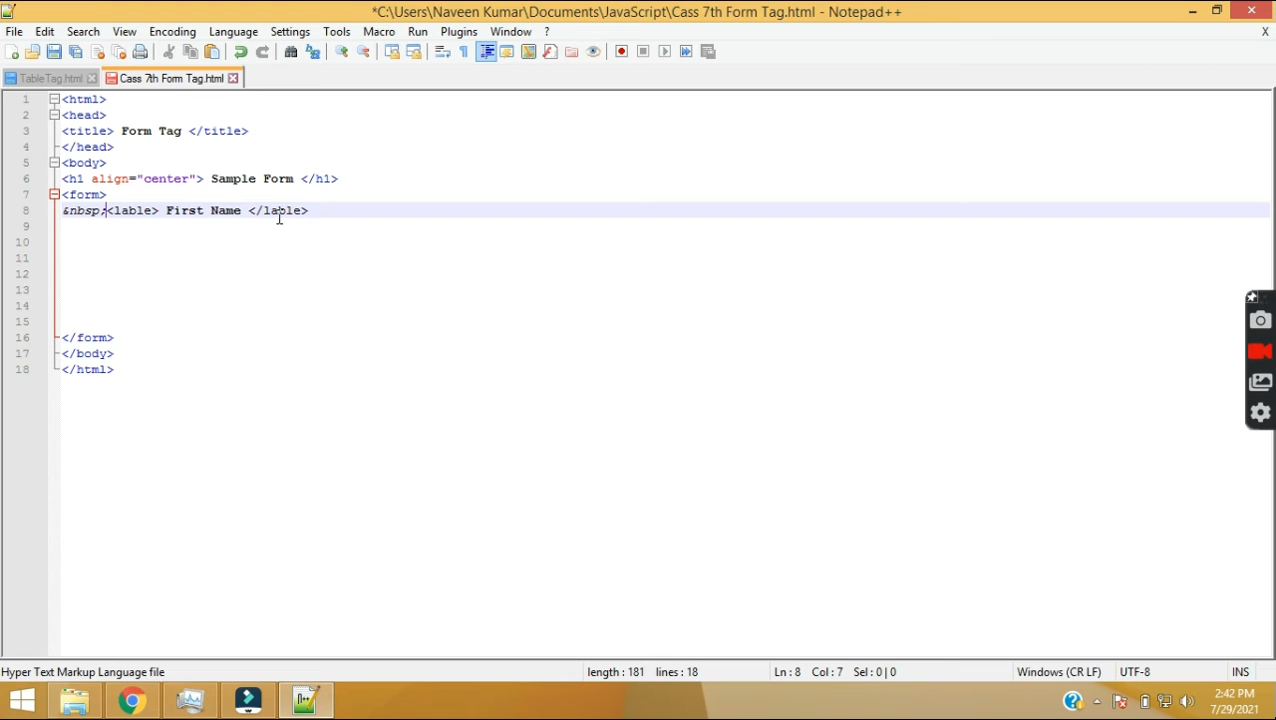 *C:\Users\Naveen Kumar\Documents\JavaScript\Cass 7th Form Tag.html - Notepad++
File Edit Search View Encoding Language Settings Tools Macro Run Plugins Window ? X
TableTag.html Cass 7th Form Tag.html
1 <html>
2 <head>
3 <title> Form Tag </title>
4 </head>
5 <body>
6 <h1 align="center"> Sample Form </h1>
7 <form>
8 &nbsp;<lable> First Name </lable>
9
10
11
12
13
14
15
16 </form>
17 </body>
18 </html>
Hyper Text Markup Language file length : 181 lines : 18 Ln : 8 Col : 7 Sel : 0 | 0 Windows (CR LF) UTF-8 INS
2:42 PM
7/29/2021